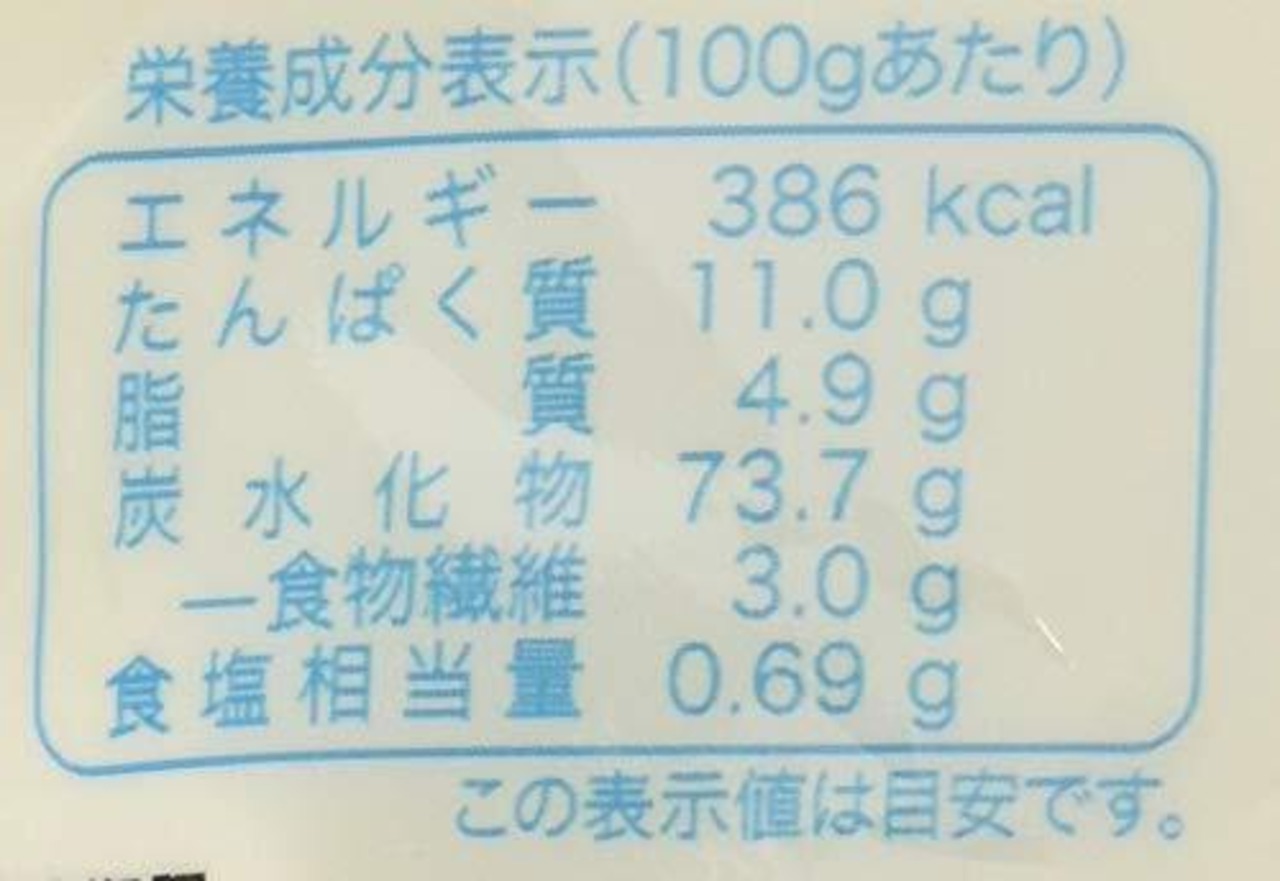 栄養成分表示(100gあたり)
エネルギー 386 kcal
たんぱく質 11.0 g
脂質 4.9 g
炭水化物 73.7 g
―食物繊維 3.0 g
食塩相当量 0.69 g
この表示値は目安です。